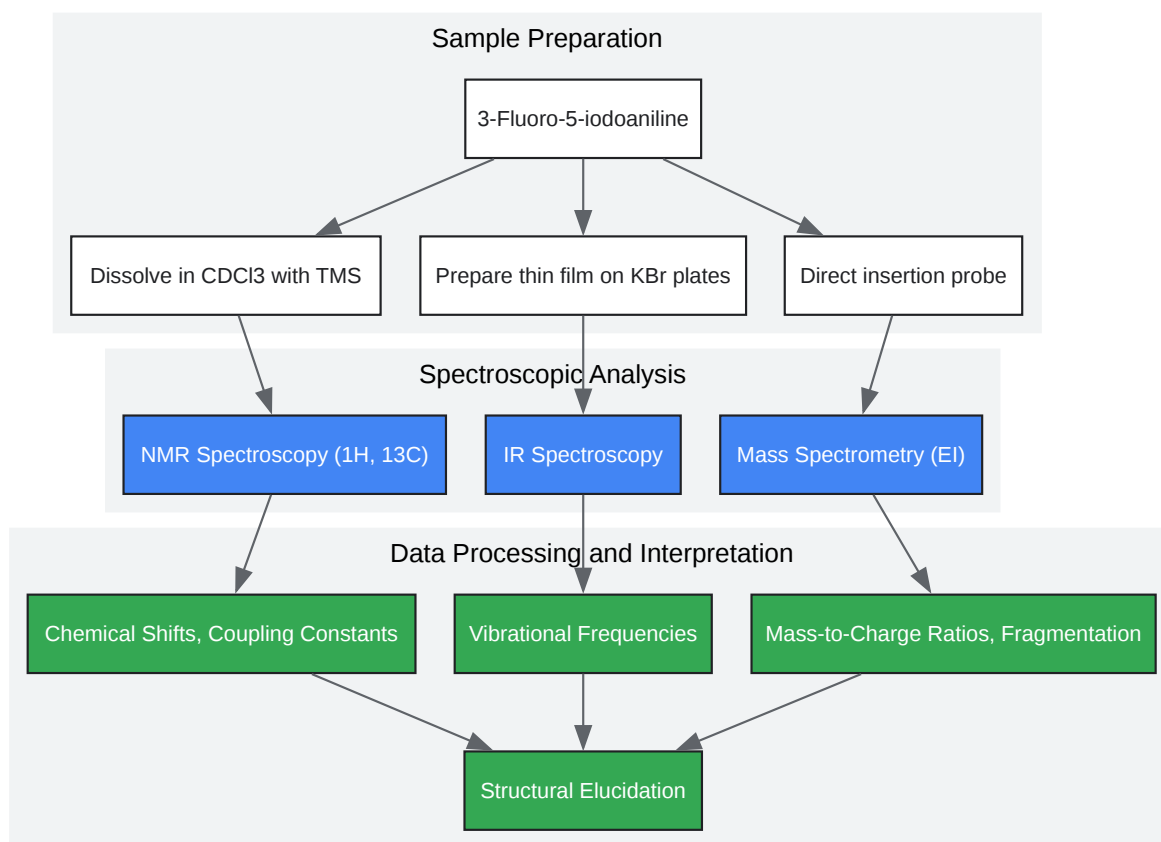 Sample Preparation
3-Fluoro-5-iodoaniline
Dissolve in CDCl3 with TMS
Prepare thin film on KBr plates
Direct insertion probe
Spectroscopic Analysis
NMR Spectroscopy (1H, 13C)
IR Spectroscopy
Mass Spectrometry (EI)
Data Processing and Interpretation
Chemical Shifts, Coupling Constants
Vibrational Frequencies
Mass-to-Charge Ratios, Fragmentation
Structural Elucidation